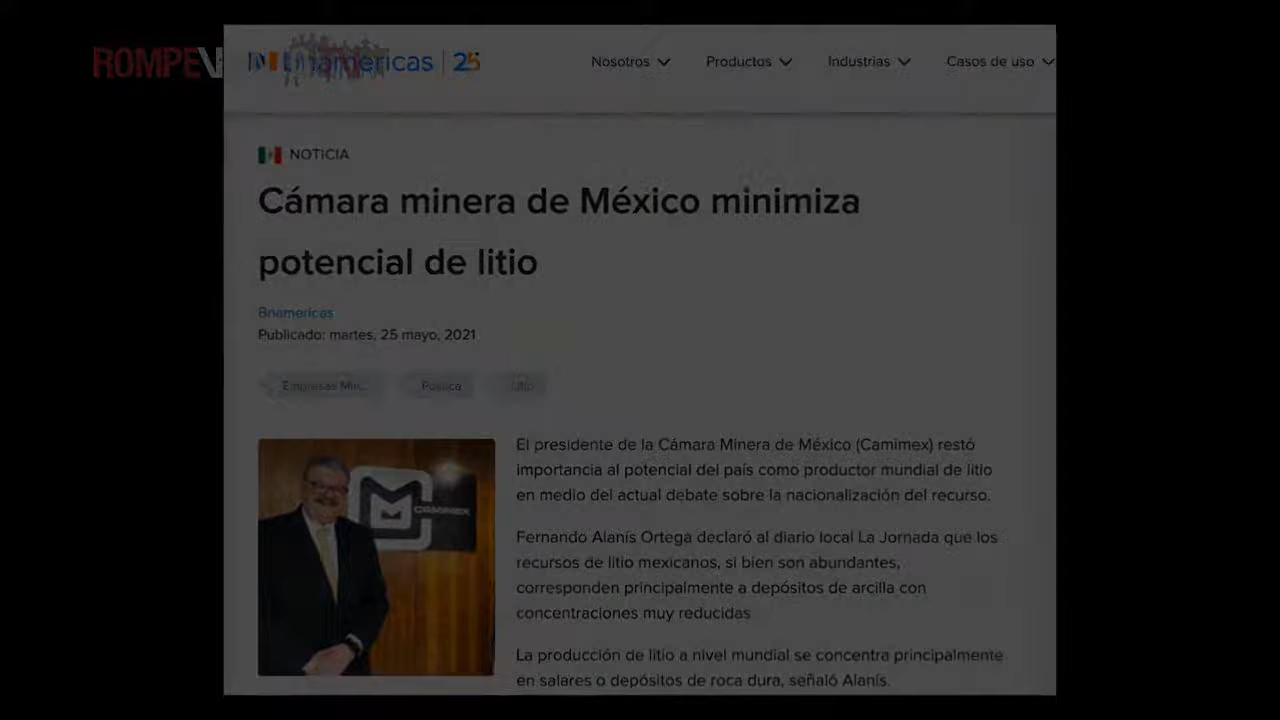 ROMPEV
Bnamericas | 25
Nosotros
Productos
Industrias
Casos de uso
NOTICIA
Cámara minera de México minimiza
potencial de litio
Bnamericas
Publicado: martes, 25 mayo, 2021
Empresas Min...
Política
Litio
CAMIMEX
El presidente de la Cámara Minera de México (Camimex) restó
importancia al potencial del país como productor mundial de litio
en medio del actual debate sobre la nacionalización del recurso.
Fernando Alanís Ortega declaró al diario local La Jornada que los
recursos de litio mexicanos, si bien son abundantes,
corresponden principalmente a depósitos de arcilla con
concentraciones muy reducidas
La producción de litio a nivel mundial se concentra principalmente
en salares o depósitos de roca dura, señaló Alanís.